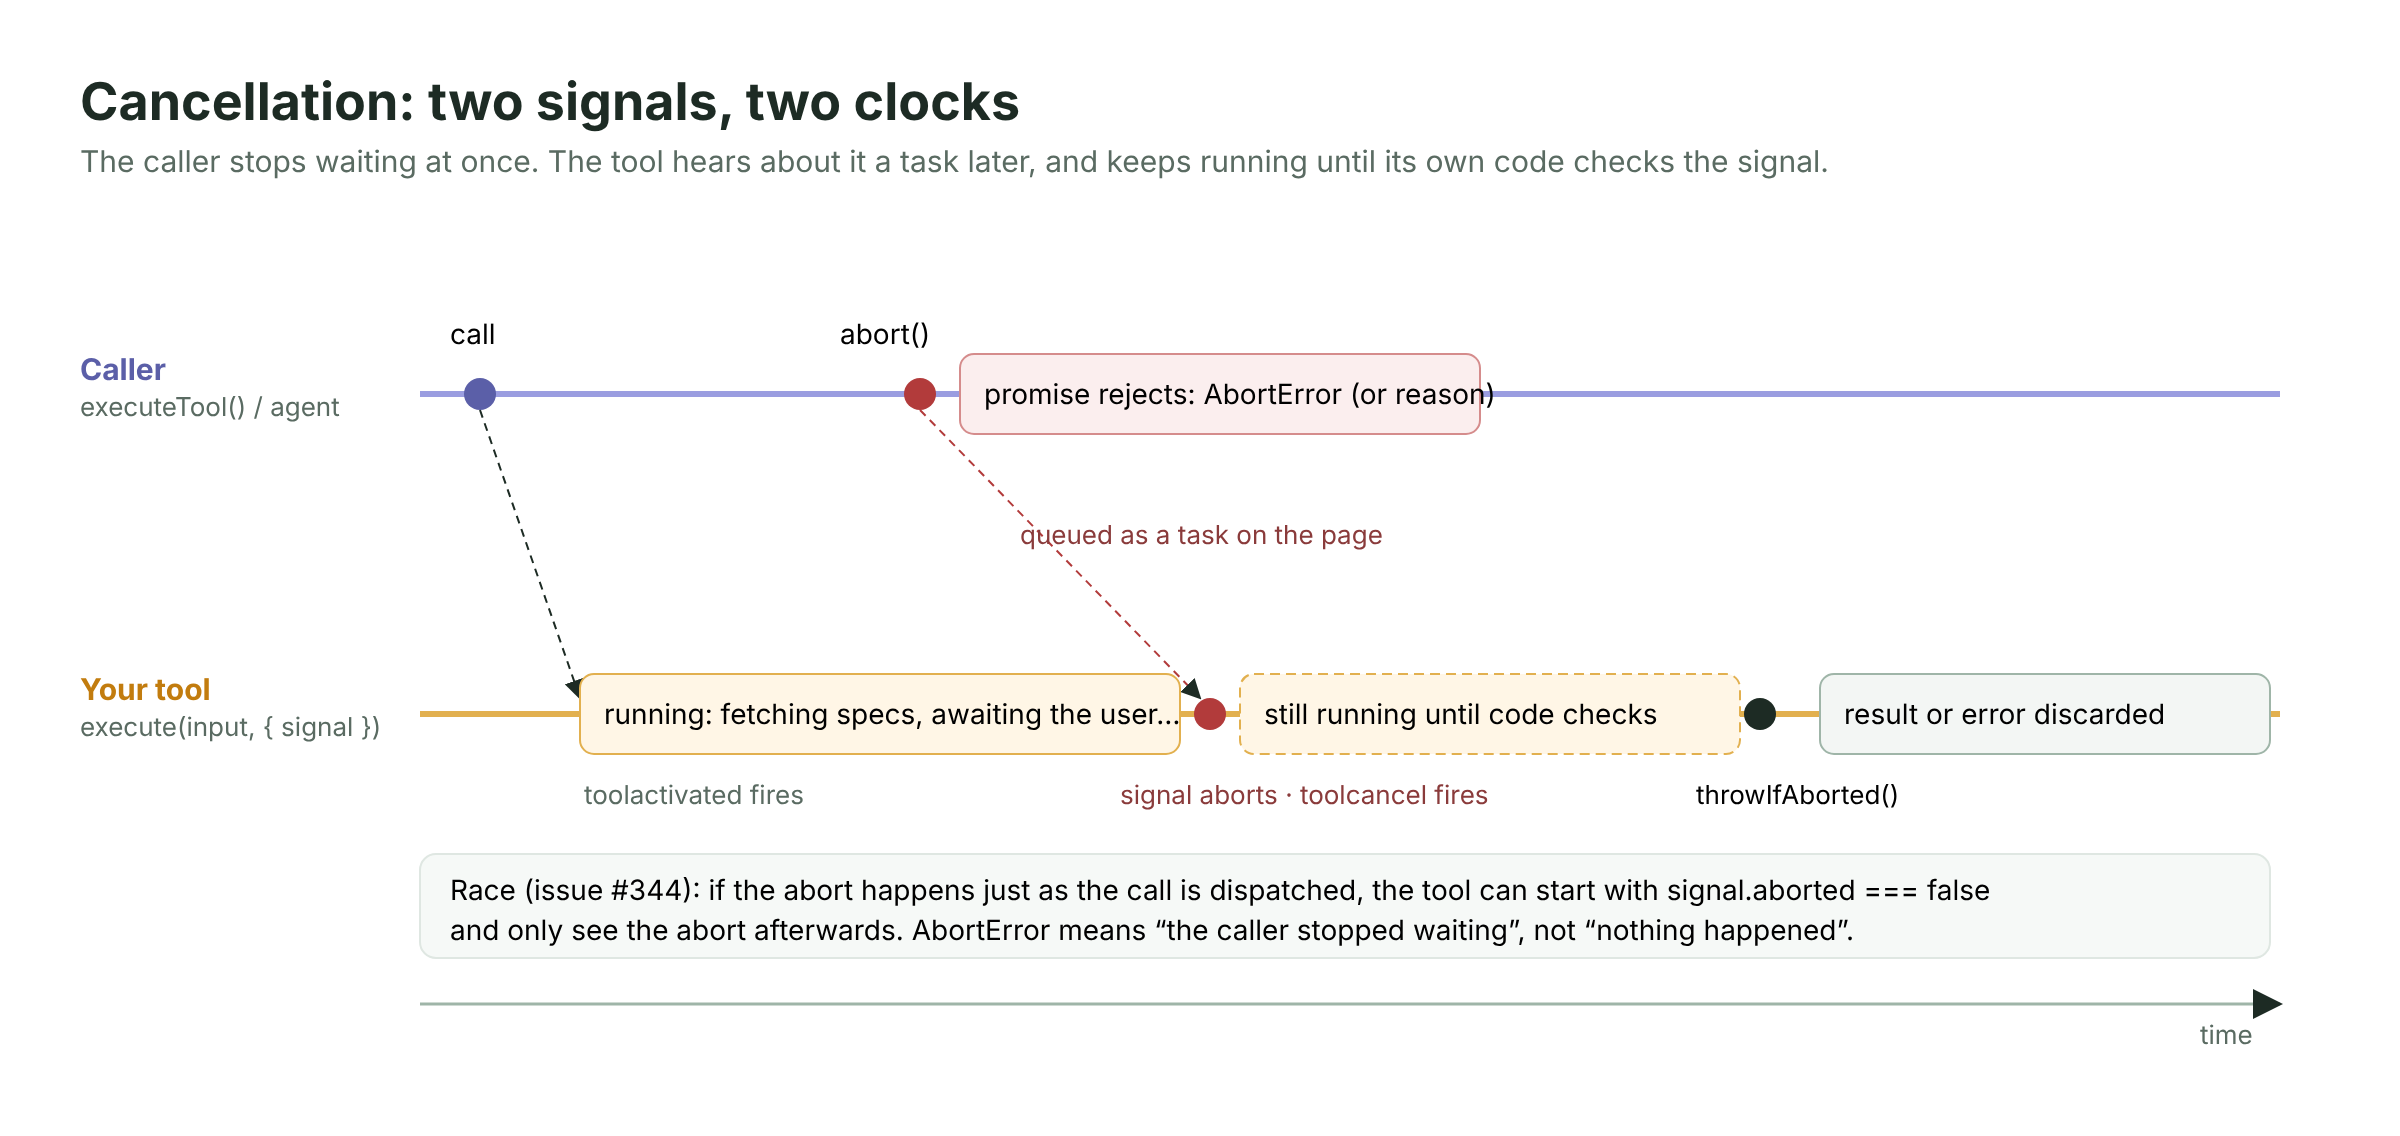 Cancellation: two signals, two clocks
The caller stops waiting at once. The tool hears about it a task later, and keeps running until its own code checks the signal.
call
abort()
Caller
executeTool() / agent
promise rejects: AbortError (or reason)
queued as a task on the page
Your tool
execute(input, { signal })
running: fetching specs, awaiting the user…
still running until code checks
result or error discarded
toolactivated fires
signal aborts · toolcancel fires
throwIfAborted()
Race (issue #344): if the abort happens just as the call is dispatched, the tool can start with signal.aborted === false
and only see the abort afterwards. AbortError means “the caller stopped waiting”, not “nothing happened”.
time